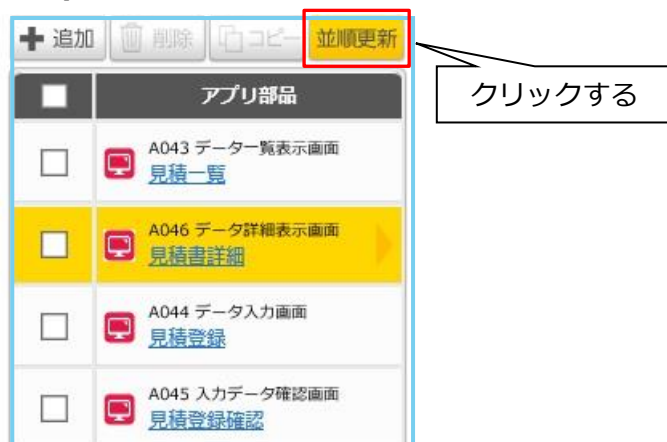 追加 削除 コピー 並順更新
クリックする
アプリ部品
A043 データ一覧表示画面
見積一覧
A046 データ詳細表示画面
見積書詳細
A044 データ入力画面
見積登録
A045 入力データ確認画面
見積登録確認